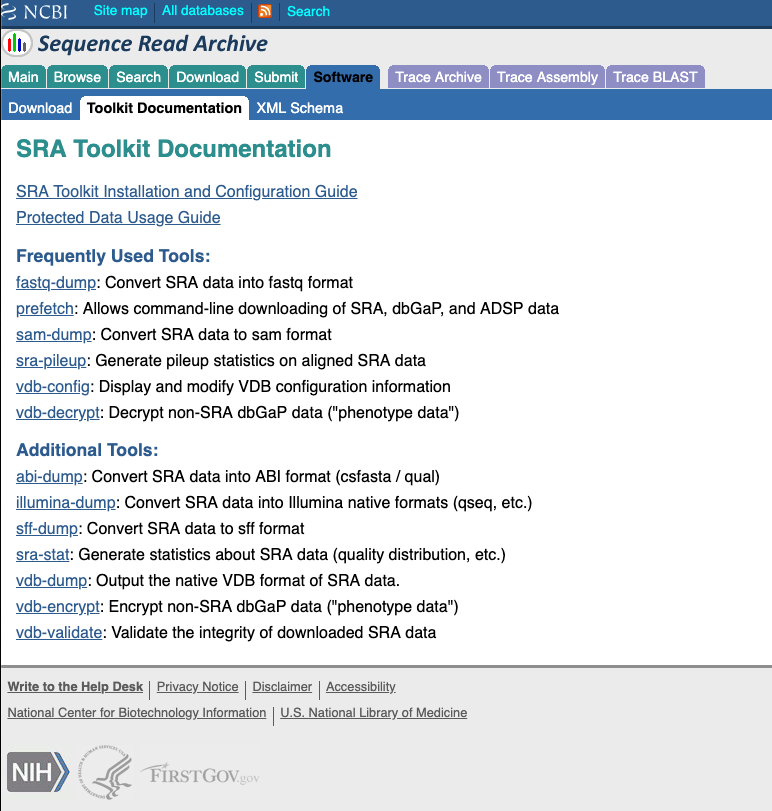 NCBI Site map All databases Search
Sequence Read Archive
Main Browse Search Download Submit Software Trace Archive Trace Assembly Trace BLAST
Download Toolkit Documentation XML Schema
SRA Toolkit Documentation
SRA Toolkit Installation and Configuration Guide
Protected Data Usage Guide
Frequently Used Tools:
fastq-dump: Convert SRA data into fastq format
prefetch: Allows command-line downloading of SRA, dbGaP, and ADSP data
sam-dump: Convert SRA data to sam format
sra-pileup: Generate pileup statistics on aligned SRA data
vdb-config: Display and modify VDB configuration information
vdb-decrypt: Decrypt non-SRA dbGaP data ("phenotype data")
Additional Tools:
abi-dump: Convert SRA data into ABI format (csfasta / qual)
illumina-dump: Convert SRA data into Illumina native formats (qseq, etc.)
sff-dump: Convert SRA data to sff format
sra-stat: Generate statistics about SRA data (quality distribution, etc.)
vdb-dump: Output the native VDB format of SRA data.
vdb-encrypt: Encrypt non-SRA dbGaP data ("phenotype data")
vdb-validate: Validate the integrity of downloaded SRA data
Write to the Help Desk Privacy Notice Disclaimer Accessibility
National Center for Biotechnology Information U.S. National Library of Medicine
NIH FIRSTGOV.gov